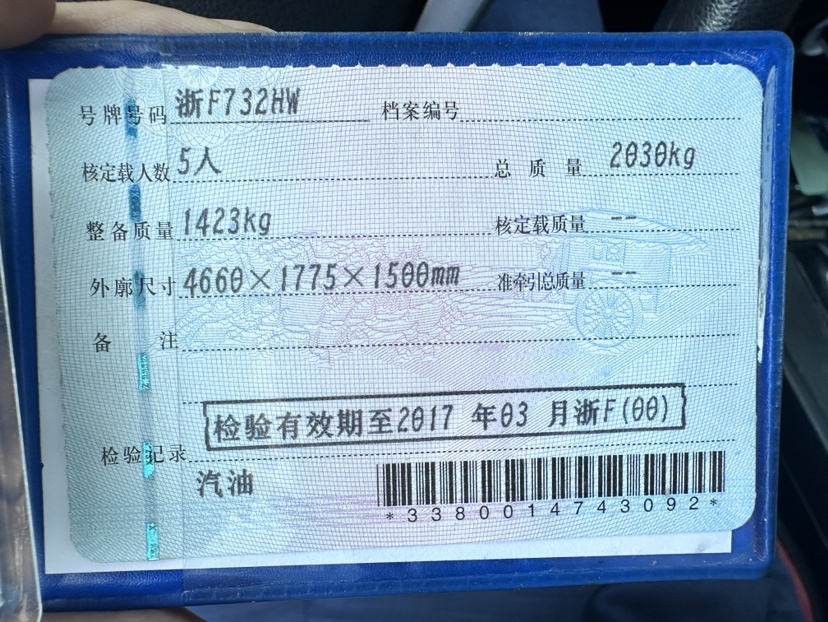 号牌号码 浙F732HW 档案编号
核定载人数 5人 总质量 2030kg
整备质量 1423kg 核定载质量 --
外廓尺寸 4660×1775×1500mm 准牵引总质量 --
备注
检验有效期至2017 年03 月浙F(00)
检验记录
汽油
*3380014743092*